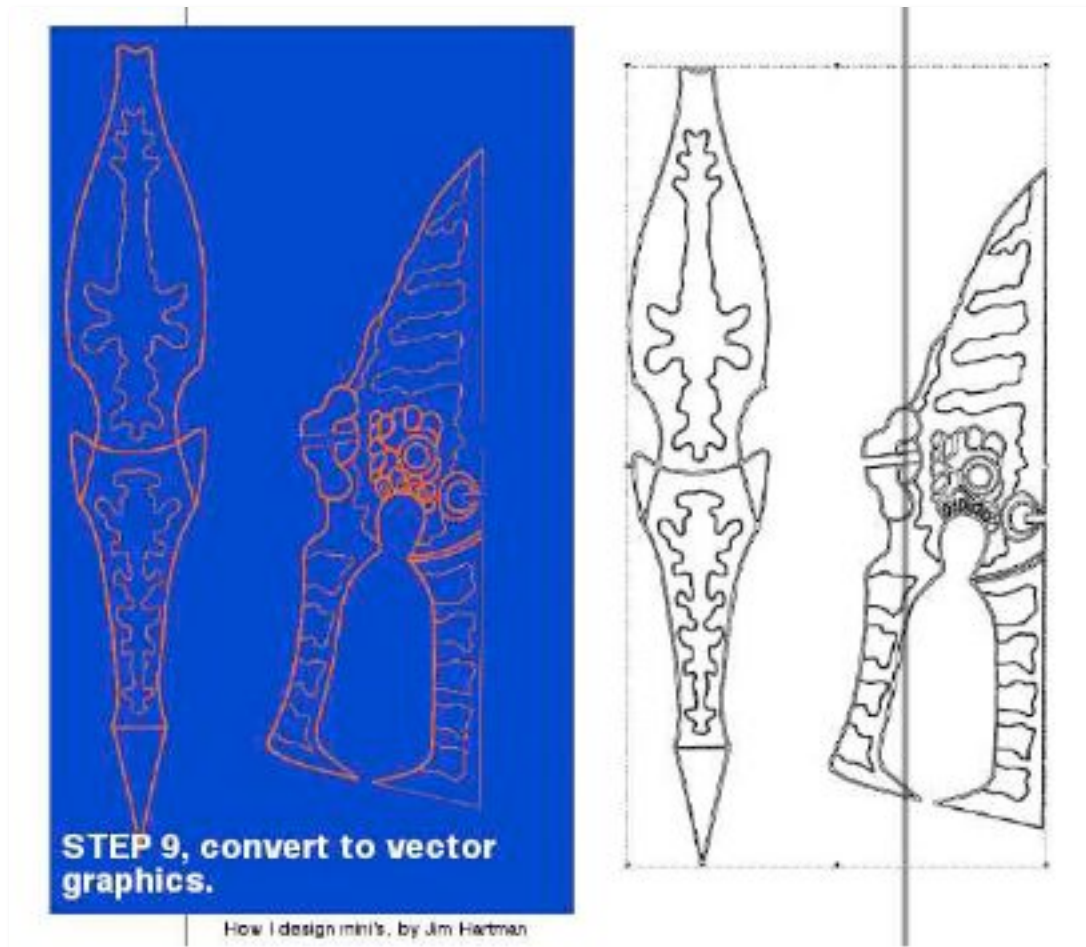 STEP 9, convert to vector
graphics.
How I design mini's, by Jim Hartman